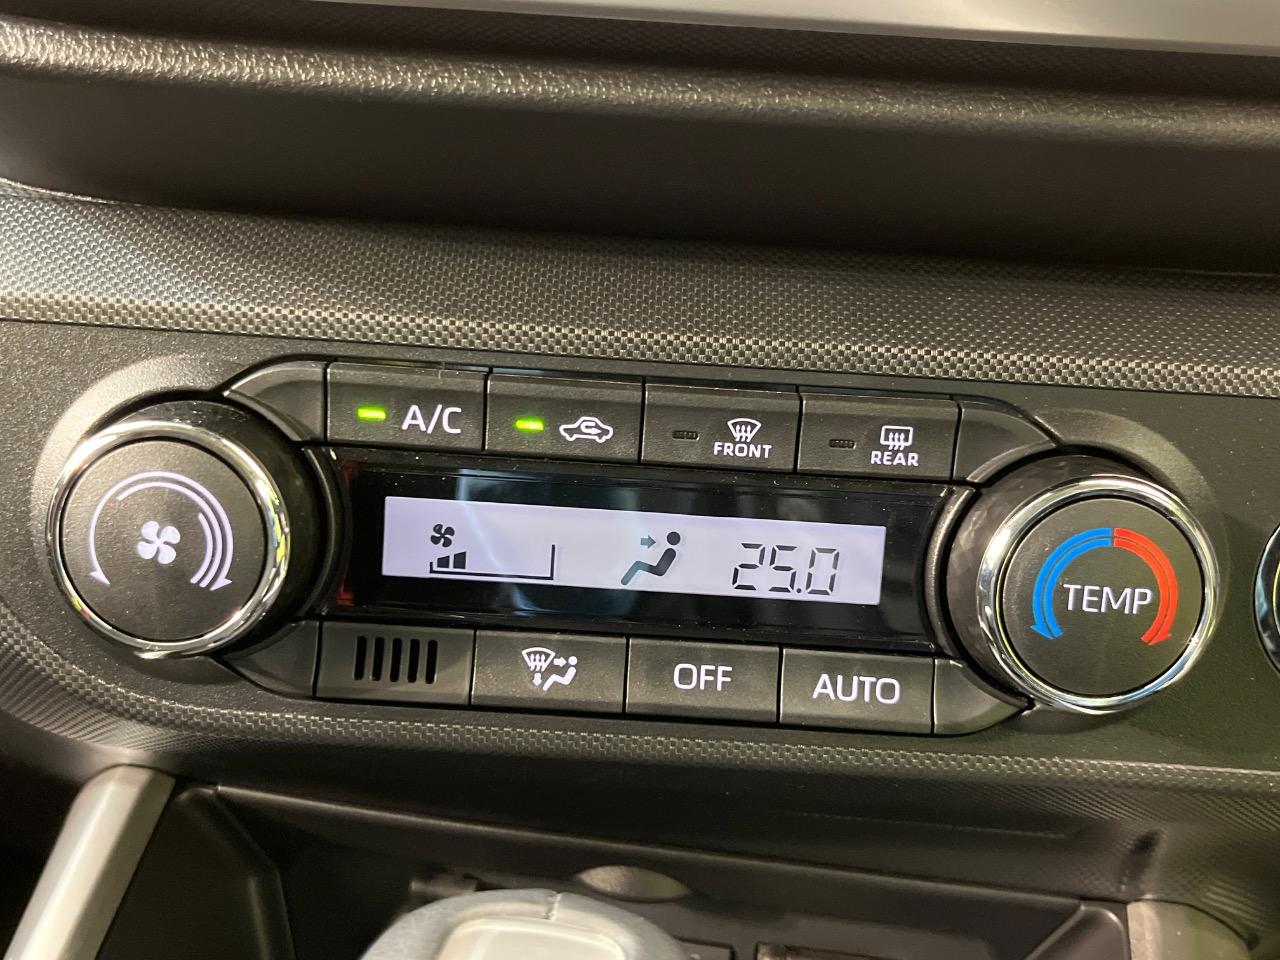 A/C
FRONT
REAR
25.0
TEMP
OFF
AUTO